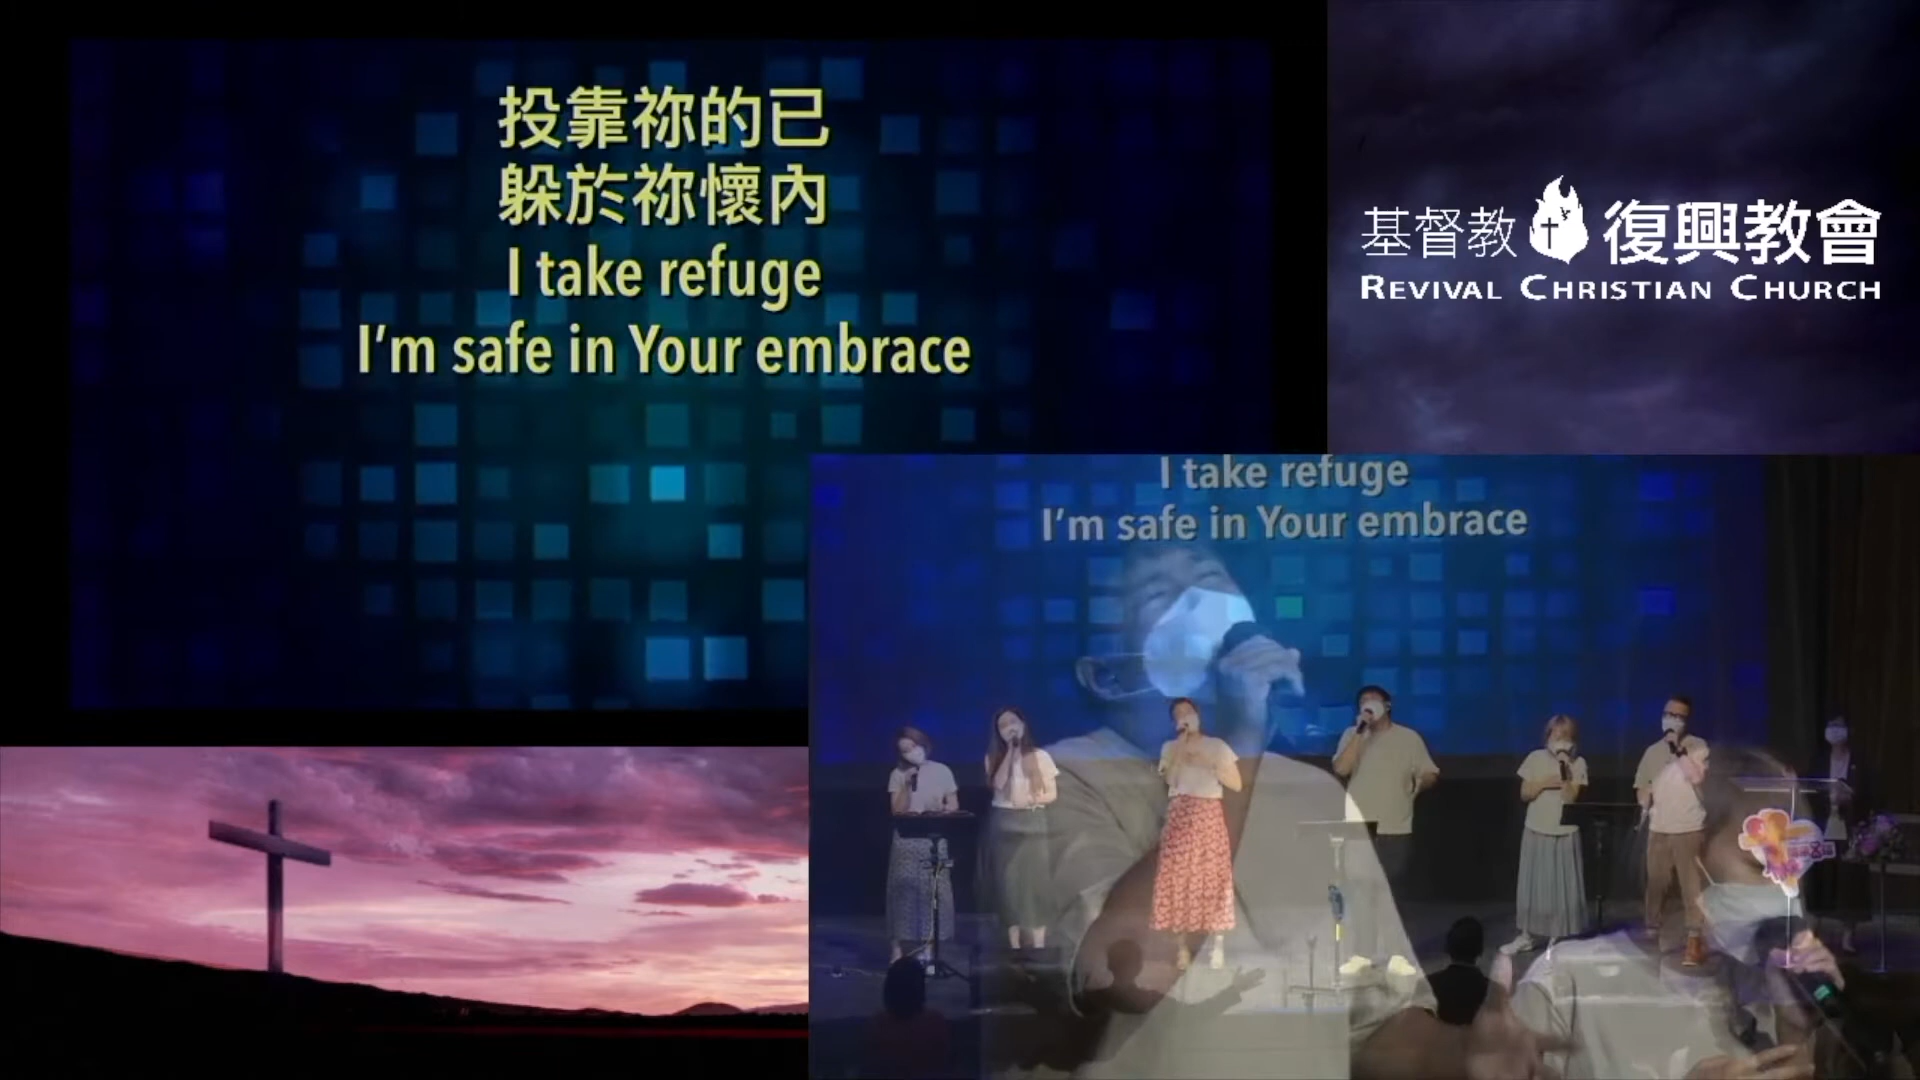 投靠祢的已
躲於祢懷內
I take refuge
I'm safe in Your embrace
基督教 復興教會
REVIVAL CHRISTIAN CHURCH
I take refuge
I'm safe in Your embrace